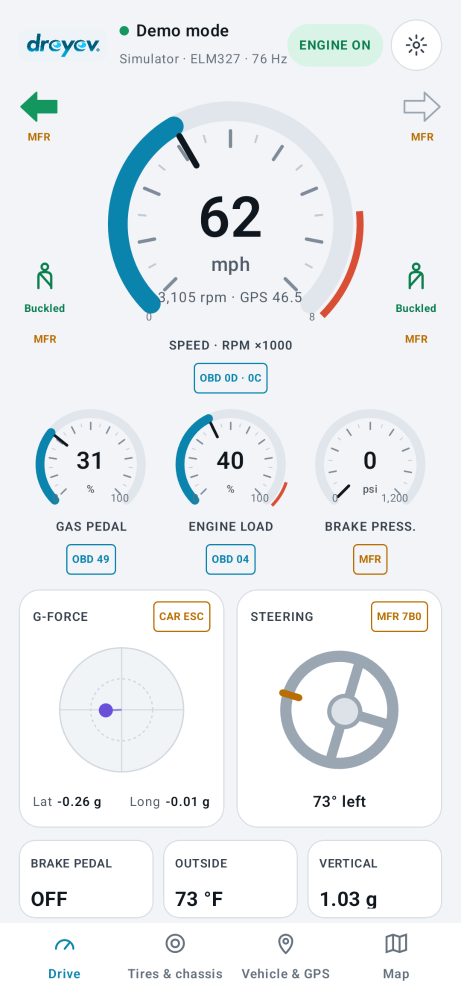 dreyev.
Demo mode
Simulator · ELM327 · 76 Hz
ENGINE ON
MFR
MFR
62
mph
3,105 rpm · GPS 46.5
0
8
Buckled
Buckled
MFR
MFR
SPEED · RPM ×1000
OBD 0D · 0C
31
%
100
40
%
100
0
psi
0
1,200
GAS PEDAL
ENGINE LOAD
BRAKE PRESS.
OBD 49
OBD 04
MFR
G-FORCE
CAR ESC
STEERING
MFR 7B0
Lat -0.26 g
Long -0.01 g
73° left
BRAKE PEDAL
OUTSIDE
VERTICAL
OFF
73 °F
1.03 g
Drive
Tires & chassis
Vehicle & GPS
Map